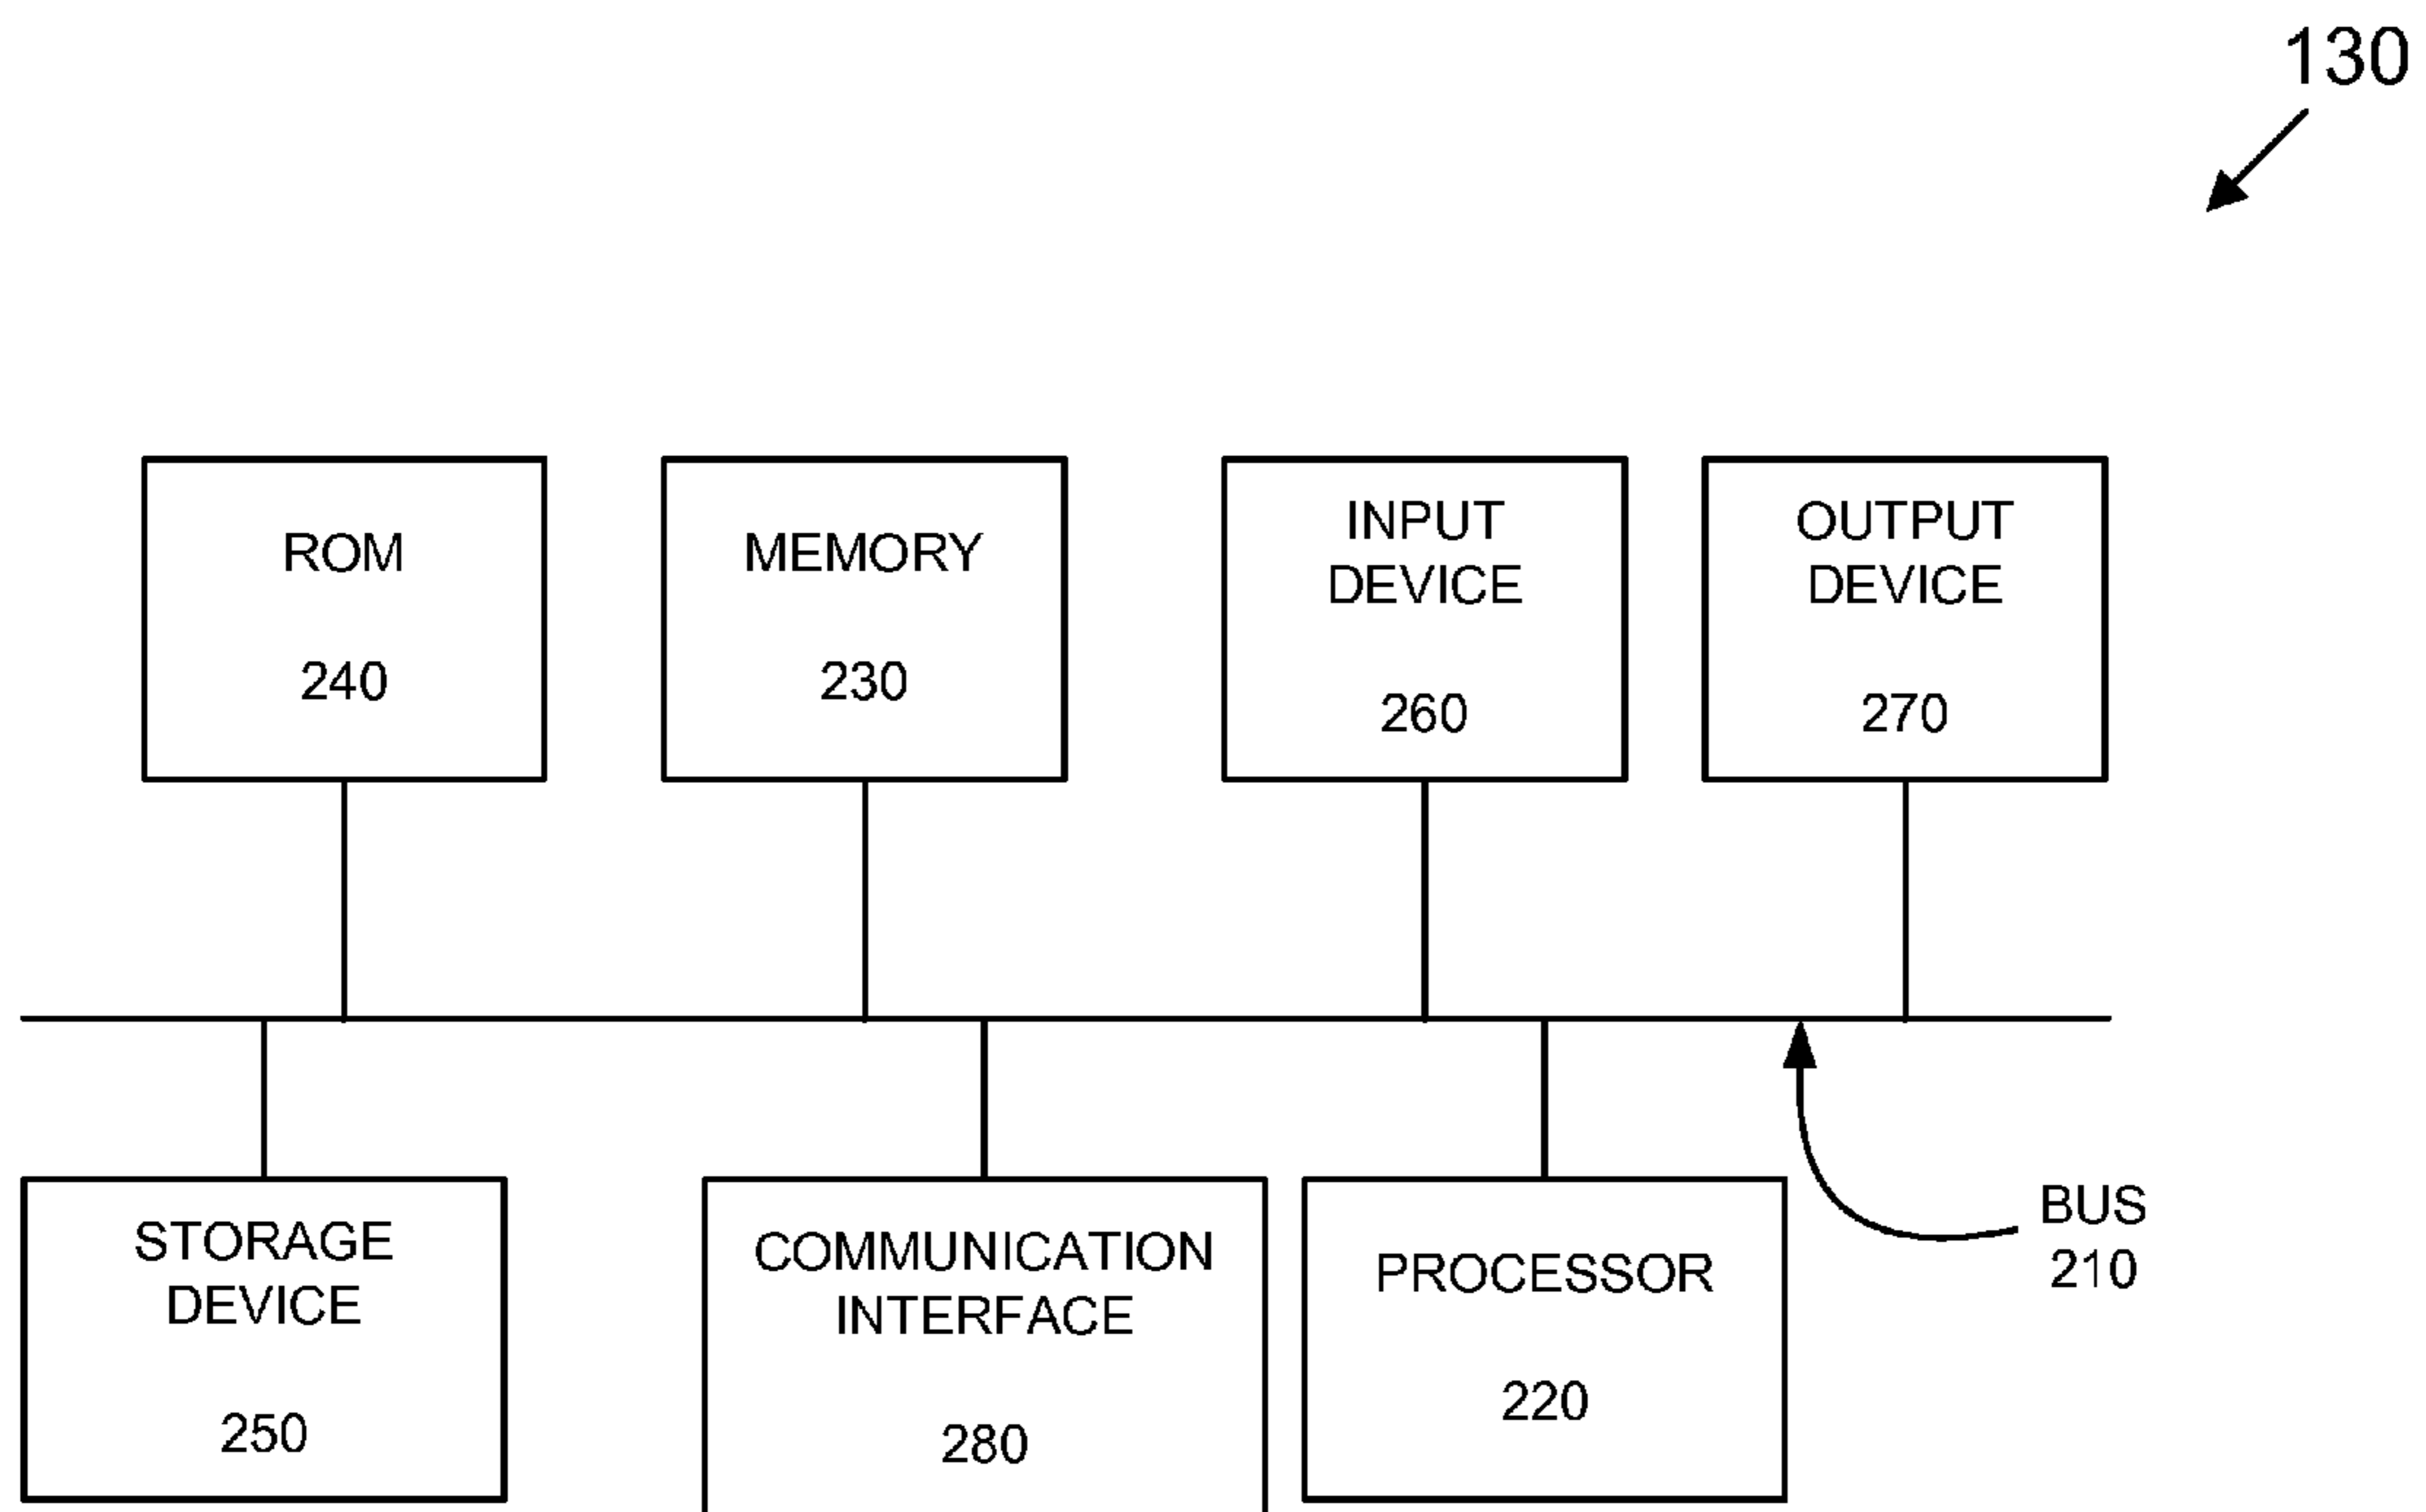 130
ROM
240
MEMORY
230
INPUT
DEVICE
260
OUTPUT
DEVICE
270
STORAGE
DEVICE
250
COMMUNICATION
INTERFACE
280
PROCESSOR
220
BUS
210